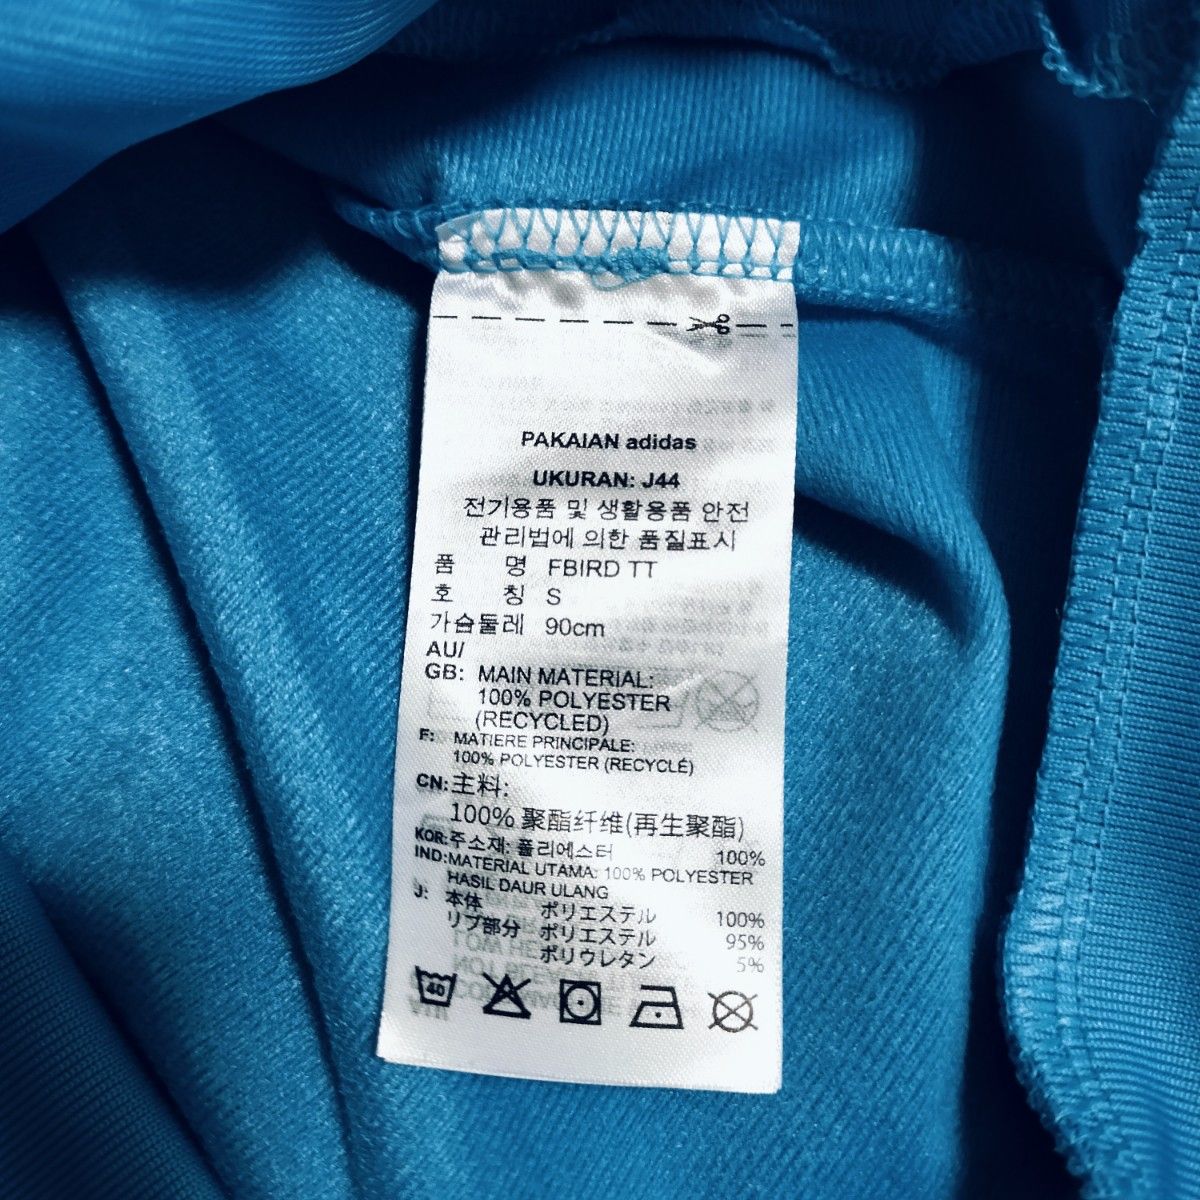 PAKAIAN adidas
UKURAN: J44
전기용품 및 생활용품 안전
관리법에 의한 품질표시
품 명 FBIRD TT
호 칭 S
가슴둘레 90cm
AU/
GB: MAIN MATERIAL:
100% POLYESTER
(RECYCLED)
F: MATIERE PRINCIPALE:
100% POLYESTER (RECYCLÉ)
CN: 主料:
100% 聚酯纤维(再生聚酯)
KOR: 주소재: 폴리에스터 100%
IND: MATERIAL UTAMA: 100% POLYESTER
HASIL DAUR ULANG
J: 本体 ポリエステル 100%
リブ部分 ポリエステル 95%
ポリウレタン 5%
40